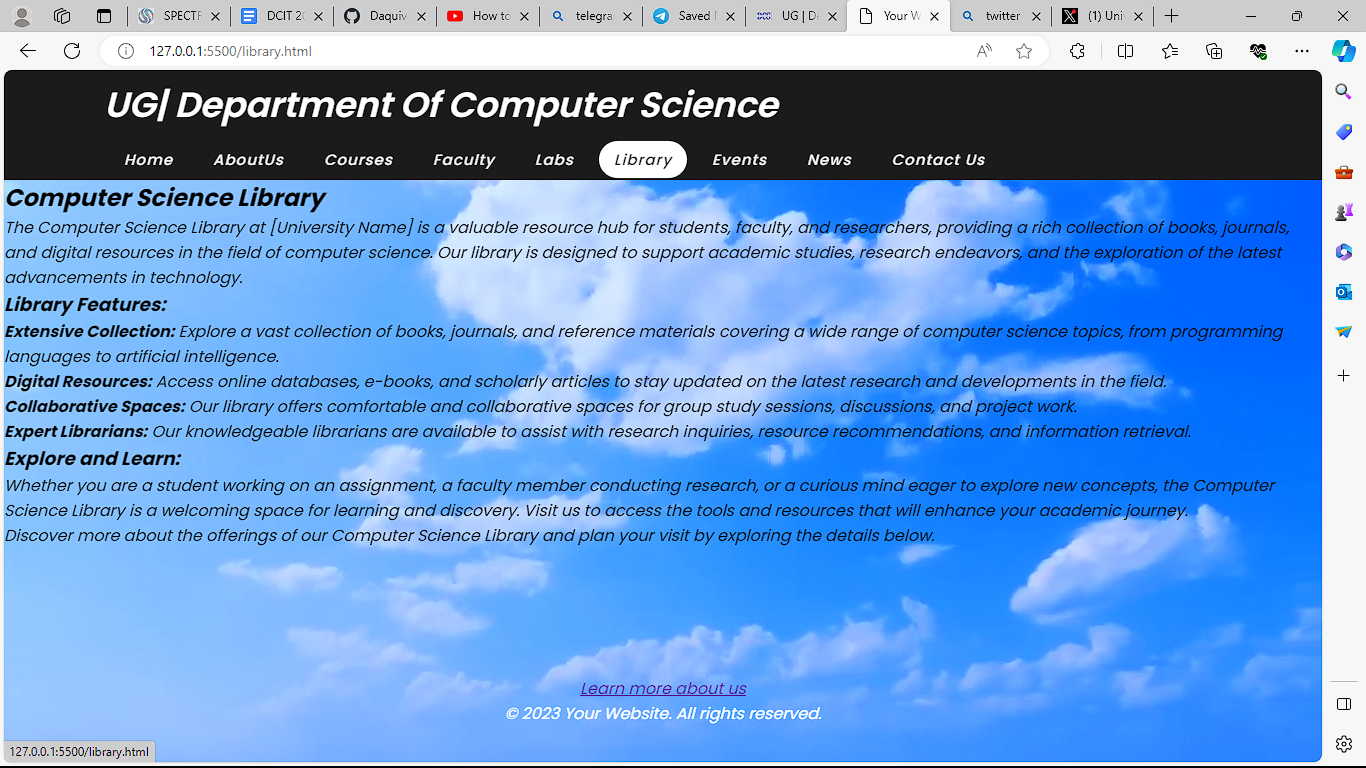 SPECTR
DCIT 20
Daquiv
How to
telegra
Saved M
UG | De
Your W
twitter
(1) Uni
127.0.0.1:5500/library.html
UG| Department Of Computer Science
Home AboutUs Courses Faculty Labs Library Events News Contact Us
Computer Science Library
The Computer Science Library at [University Name] is a valuable resource hub for students, faculty, and researchers, providing a rich collection of books, journals,
and digital resources in the field of computer science. Our library is designed to support academic studies, research endeavors, and the exploration of the latest
advancements in technology.
Library Features:
Extensive Collection: Explore a vast collection of books, journals, and reference materials covering a wide range of computer science topics, from programming
languages to artificial intelligence.
Digital Resources: Access online databases, e-books, and scholarly articles to stay updated on the latest research and developments in the field.
Collaborative Spaces: Our library offers comfortable and collaborative spaces for group study sessions, discussions, and project work.
Expert Librarians: Our knowledgeable librarians are available to assist with research inquiries, resource recommendations, and information retrieval.
Explore and Learn:
Whether you are a student working on an assignment, a faculty member conducting research, or a curious mind eager to explore new concepts, the Computer
Science Library is a welcoming space for learning and discovery. Visit us to access the tools and resources that will enhance your academic journey.
Discover more about the offerings of our Computer Science Library and plan your visit by exploring the details below.
Learn more about us
© 2023 Your Website. All rights reserved.
127.0.0.1:5500/library.html